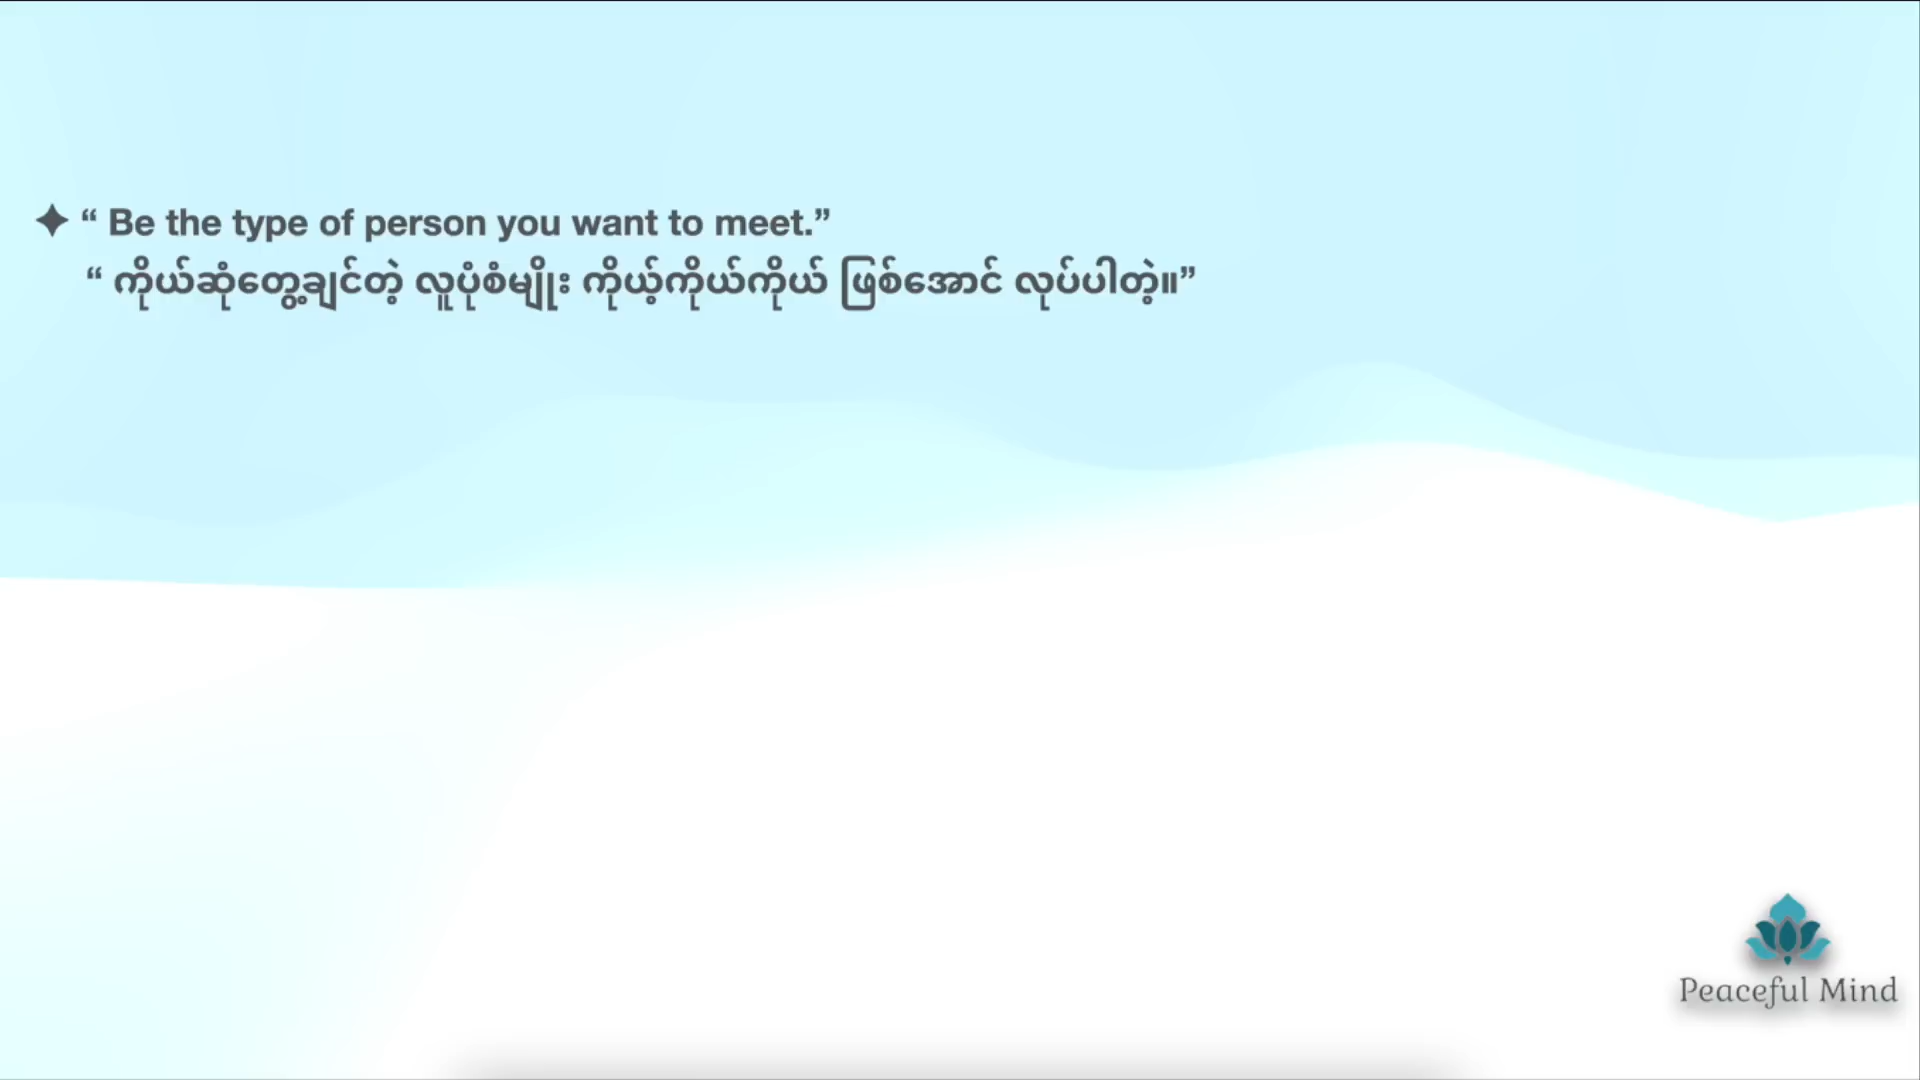 ✦ “ Be the type of person you want to meet.”
“ ကိုယ်ဆုံတွေ့ချင်တဲ့ လူပုံစံမျိုး ကိုယ့်ကိုယ်ကိုယ် ဖြစ်အောင် လုပ်ပါတဲ့။”
Peaceful Mind